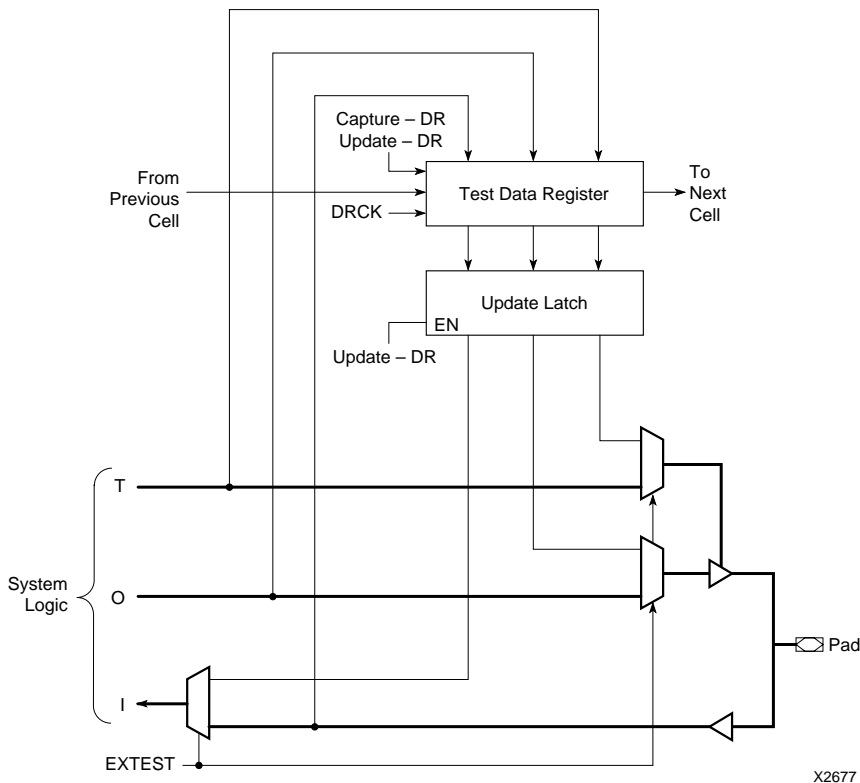 Capture – DR
Update – DR
From
Previous
Cell
DRCK
Test Data Register
To
Next
Cell
Update Latch
EN
Update – DR
T
System
Logic
O
I
Pad
EXTEST
X2677